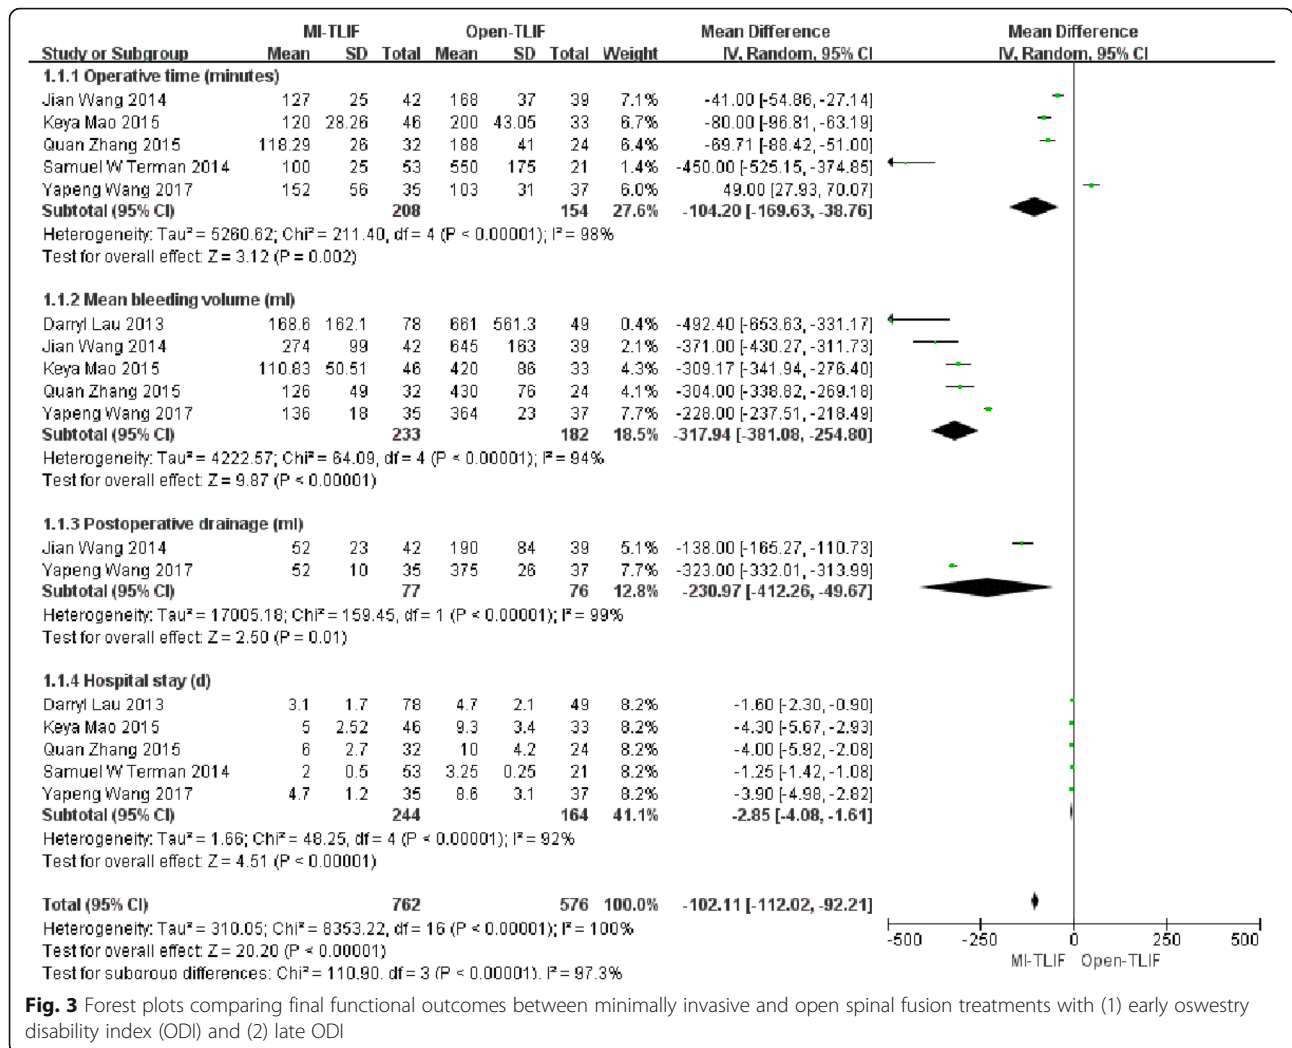 MI-TLIF Open-TLIF Mean Difference Mean Difference
Study or Subgroup Mean SD Total Mean SD Total Weight IV, Random, 95% CI IV, Random, 95% CI
1.1.1 Operative time (minutes)
Jian Wang 2014 127 25 42 168 37 39 7.1% -41.00 [-54.86, -27.14]
Keya Mao 2015 120 28.26 46 200 43.05 33 6.7% -80.00 [-96.81, -63.19]
Quan Zhang 2015 118.29 26 32 188 41 24 6.4% -69.71 [-88.42, -51.00]
Samuel W Terman 2014 100 25 53 550 175 21 1.4% -450.00 [-525.15, -374.85]
Yapeng Wang 2017 152 56 35 103 31 37 6.0% 49.00 [27.93, 70.07]
Subtotal (95% CI) 208 154 27.6% -104.20 [-169.63, -38.76]
Heterogeneity: Tau² = 5260.62; Chi² = 211.40, df = 4 (P < 0.00001); I² = 98%
Test for overall effect: Z = 3.12 (P = 0.002)
1.1.2 Mean bleeding volume (ml)
Darryl Lau 2013 168.6 162.1 78 661 561.3 49 0.4% -492.40 [-653.63, -331.17]
Jian Wang 2014 274 99 42 645 163 39 2.1% -371.00 [-430.27, -311.73]
Keya Mao 2015 110.83 50.51 46 420 86 33 4.3% -309.17 [-341.94, -276.40]
Quan Zhang 2015 126 49 32 430 76 24 4.1% -304.00 [-338.82, -269.18]
Yapeng Wang 2017 136 18 35 364 23 37 7.7% -228.00 [-237.51, -218.49]
Subtotal (95% CI) 233 182 18.5% -317.94 [-381.08, -254.80]
Heterogeneity: Tau² = 4222.57; Chi² = 64.09, df = 4 (P < 0.00001); I² = 94%
Test for overall effect: Z = 9.87 (P < 0.00001)
1.1.3 Postoperative drainage (ml)
Jian Wang 2014 52 23 42 190 84 39 5.1% -138.00 [-165.27, -110.73]
Yapeng Wang 2017 52 10 35 375 26 37 7.7% -323.00 [-332.01, -313.99]
Subtotal (95% CI) 77 76 12.8% -230.97 [-412.26, -49.67]
Heterogeneity: Tau² = 17005.18; Chi² = 159.45, df = 1 (P < 0.00001); I² = 99%
Test for overall effect: Z = 2.50 (P = 0.01)
1.1.4 Hospital stay (d)
Darryl Lau 2013 3.1 1.7 78 4.7 2.1 49 8.2% -1.60 [-2.30, -0.90]
Keya Mao 2015 5 2.52 46 9.3 3.4 33 8.2% -4.30 [-5.67, -2.93]
Quan Zhang 2015 6 2.7 32 10 4.2 24 8.2% -4.00 [-5.92, -2.08]
Samuel W Terman 2014 2 0.5 53 3.25 0.25 21 8.2% -1.25 [-1.42, -1.08]
Yapeng Wang 2017 4.7 1.2 35 8.6 3.1 37 8.2% -3.90 [-4.98, -2.82]
Subtotal (95% CI) 244 164 41.1% -2.85 [-4.08, -1.61]
Heterogeneity: Tau² = 1.66; Chi² = 48.25, df = 4 (P < 0.00001); I² = 92%
Test for overall effect: Z = 4.51 (P < 0.00001)
Total (95% CI) 762 576 100.0% -102.11 [-112.02, -92.21]
Heterogeneity: Tau² = 310.05; Chi² = 8353.22, df = 16 (P < 0.00001); I² = 100%
Test for overall effect: Z = 20.20 (P < 0.00001)
Test for subgroup differences: Chi² = 110.90, df = 3 (P < 0.00001), I² = 97.3%
-500 -250 0 250 500
MI-TLIF Open-TLIF
Fig. 3 Forest plots comparing final functional outcomes between minimally invasive and open spinal fusion treatments with (1) early oswestry
disability index (ODI) and (2) late ODI